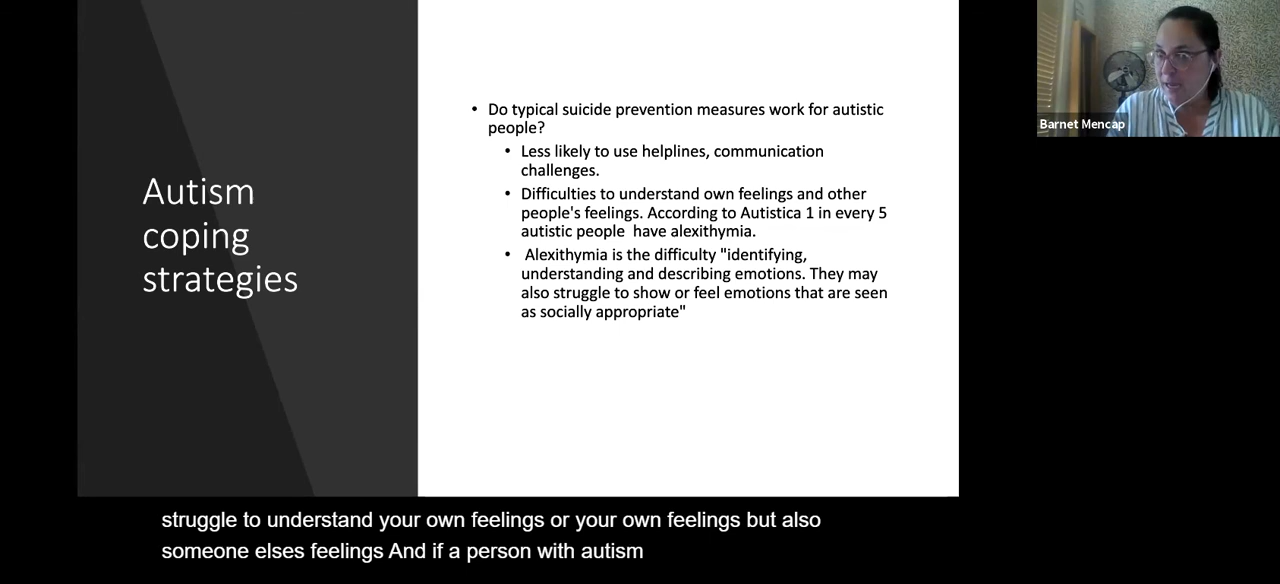 Autism
coping
strategies
• Do typical suicide prevention measures work for autistic
people?
• Less likely to use helplines, communication
challenges.
• Difficulties to understand own feelings and other
people's feelings. According to Autistica 1 in every 5
autistic people  have alexithymia.
•  Alexithymia is the difficulty "identifying,
understanding and describing emotions. They may
also struggle to show or feel emotions that are seen
as socially appropriate"
Barnet Mencap
struggle to understand your own feelings or your own feelings but also
someone elses feelings And if a person with autism